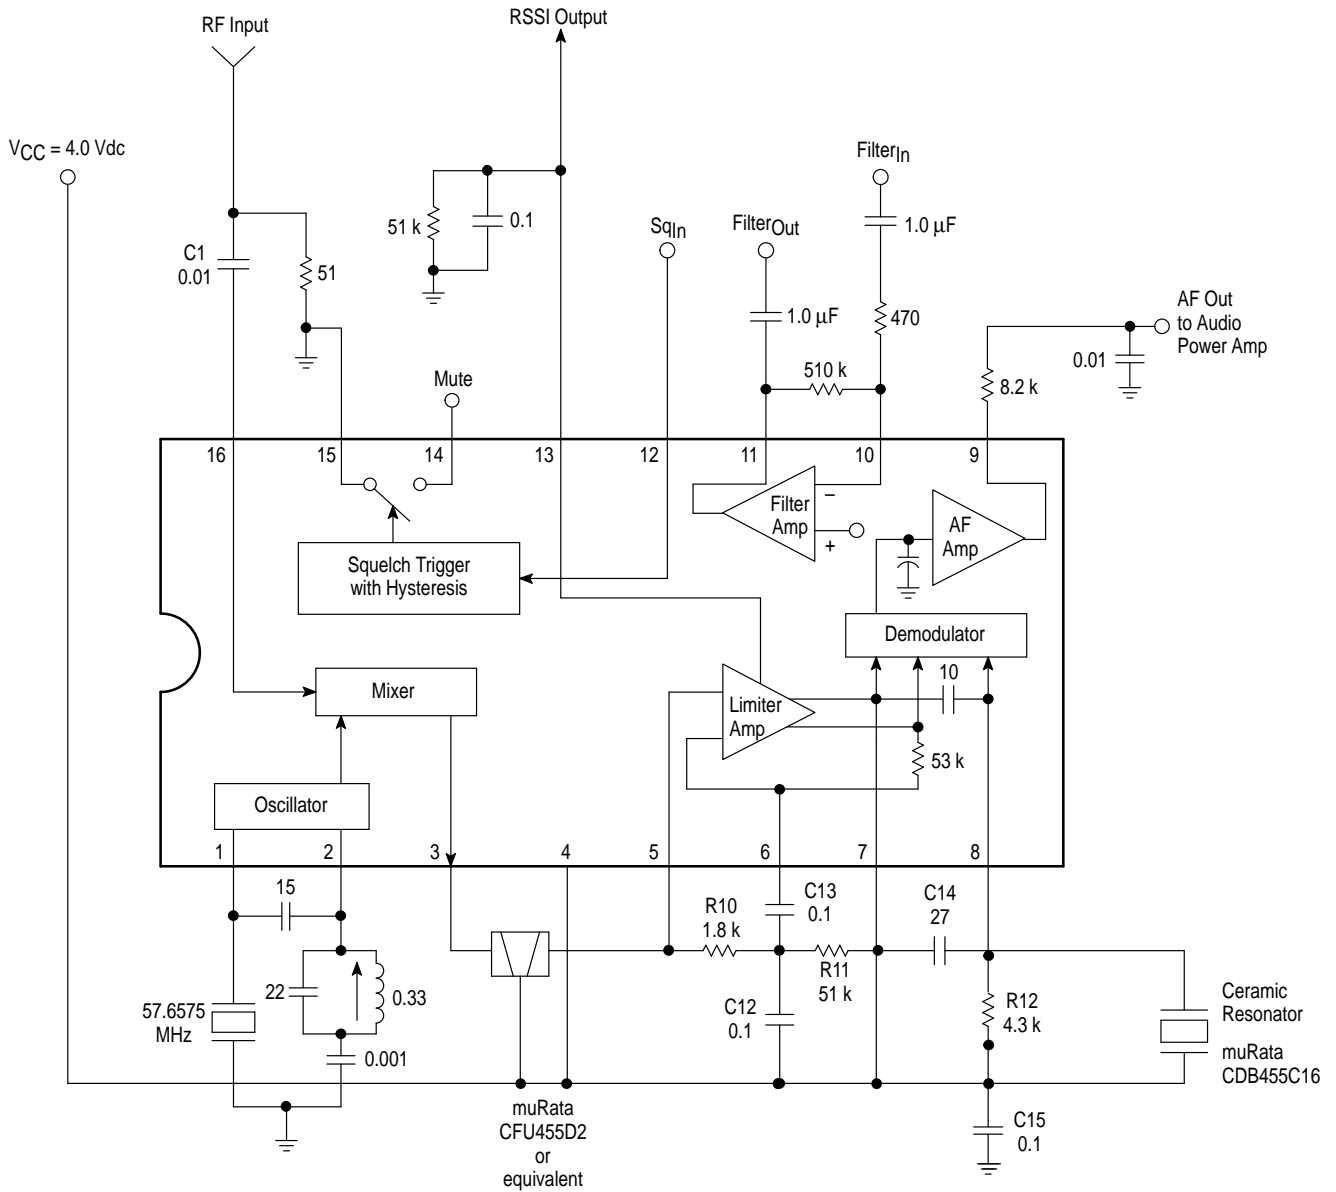 RF Input
RSSI Output
VCC = 4.0 Vdc
FilterIn
1.0 μF
51 k
0.1
SqIn
FilterOut
C1
0.01
51
1.0 μF
470
AF Out
to Audio
Power Amp
0.01
510 k
8.2 k
Mute
16
15
14
13
12
11
10
9
Filter
Amp
–
+
AF
Amp
Squelch Trigger
with Hysteresis
Demodulator
Mixer
10
Limiter
Amp
53 k
Oscillator
1
2
3
4
5
6
7
8
15
C13
0.1
C14
27
R10
1.8 k
R11
51 k
22
0.33
57.6575
MHz
C12
0.1
R12
4.3 k
Ceramic
Resonator
muRata
CDB455C16
0.001
muRata
CFU455D2
or
equivalent
C15
0.1